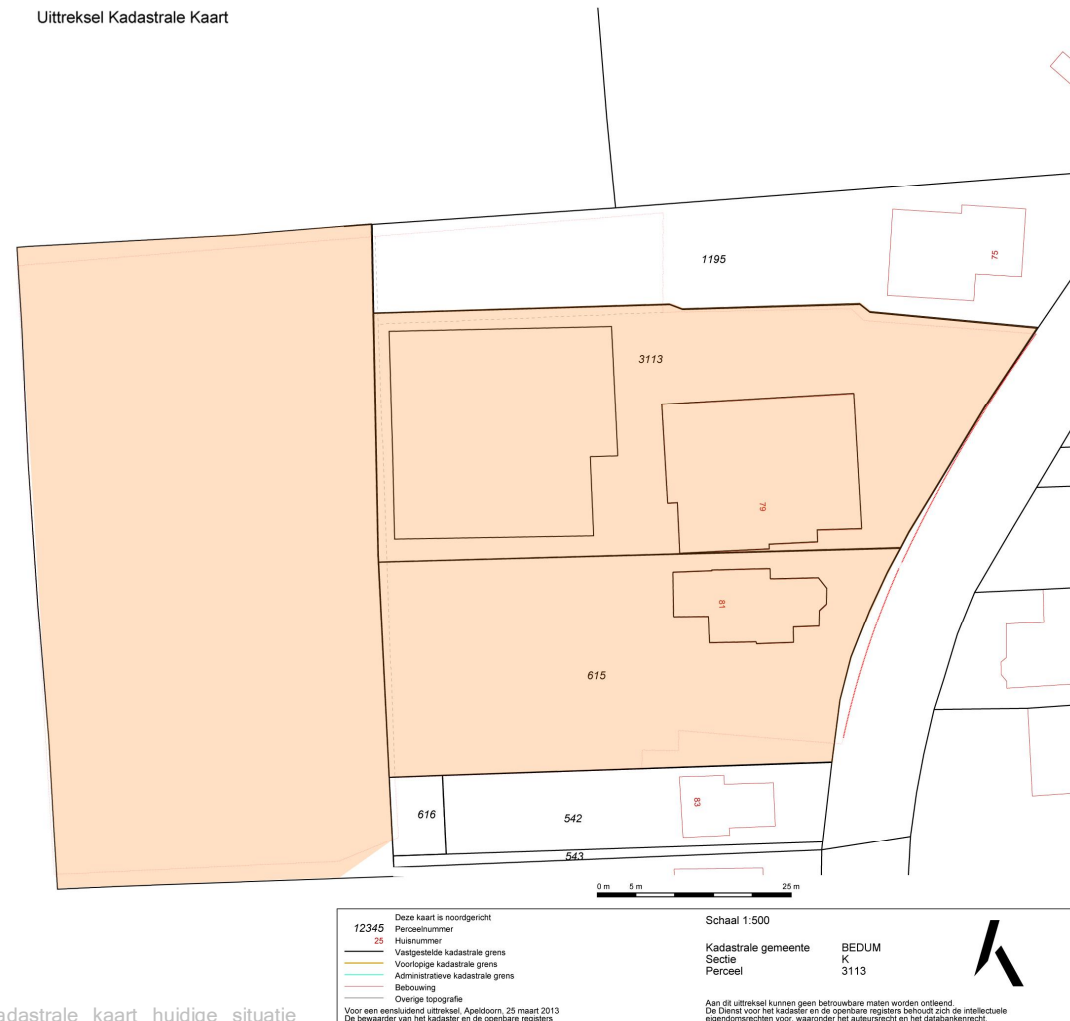 Uittreksel Kadastrale Kaart
75
1195
3113
79
81
615
83
616
542
543
0 m 5 m 25 m
Deze kaart is noordgericht
12345 Perceelnummer
25 Huisnummer
Vastgestelde kadastrale grens
Voorlopige kadastrale grens
Administratieve kadastrale grens
Bebouwing
Overige topografie
Voor een eensluidend uittreksel, Apeldoorn, 25 maart 2013
De bewaarder van het kadaster en de openbare registers
Schaal 1:500
Kadastrale gemeente BEDUM
Sectie K
Perceel 3113
Aan dit uittreksel kunnen geen betrouwbare maten worden ontleend.
De Dienst voor het kadaster en de openbare registers behoudt zich de intellectuele
eigendomsrechten voor, waaronder het auteursrecht en het databankenrecht.
adastrale kaart huidige situatie